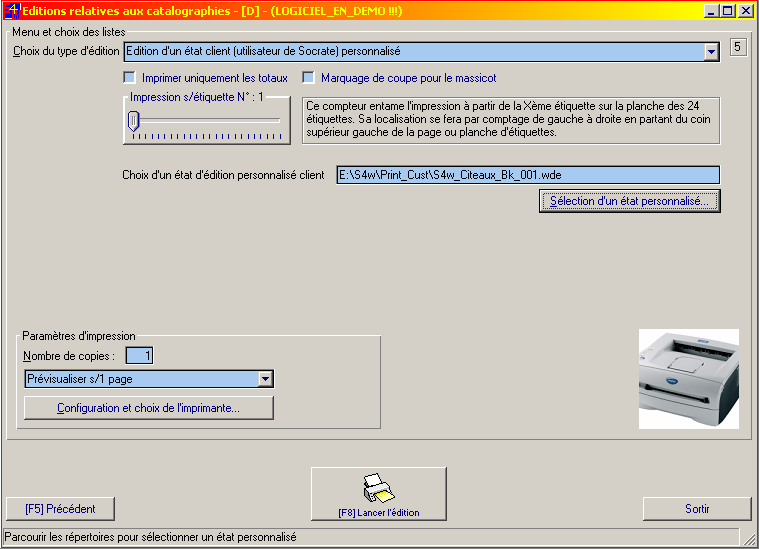 Editions relatives aux catalographies - [D] - (LOGICIEL_EN_DEMO !!!)
Menu et choix des listes
Choix du type d'édition
Edition d'un état client (utilisateur de Socrate) personnalisé
5
Imprimer uniquement les totaux
Marquage de coupe pour le massicot
Impression s/étiquette N° : 1
Ce compteur entame l'impression à partir de la Xème étiquette sur la planche des 24
étiquettes. Sa localisation se fera par comptage de gauche à droite en partant du coin
supérieur gauche de la page ou planche d'étiquettes.
Choix d'un état d'édition personnalisé client
E:\S4w\Print_Cust\S4w_Citeaux_Bk_001.wde
Sélection d'un état personnalisé...
Paramètres d'impression
Nombre de copies :
1
Prévisualiser s/1 page
Configuration et choix de l'imprimante...
[F5] Précédent
[F8] Lancer l'édition
Sortir
Parcourir les répertoires pour sélectionner un état personnalisé